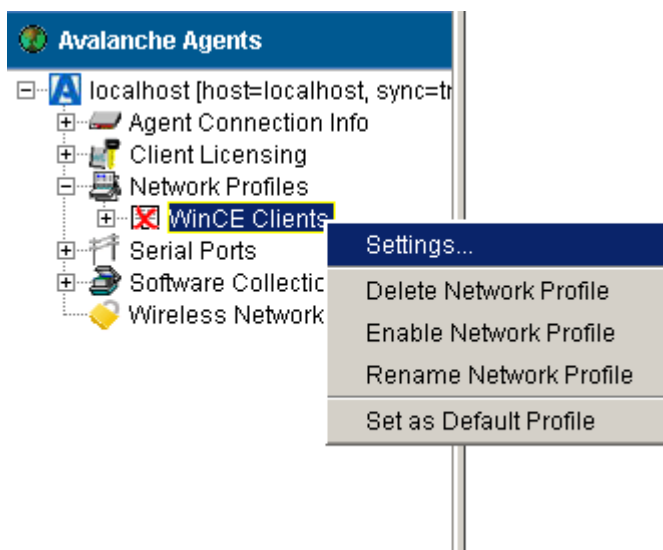 Avalanche Agents
localhost [host=localhost, sync=tr
Agent Connection Info
Client Licensing
Network Profiles
WinCE Clients
Serial Ports
Software Collectic
Wireless Network
Settings...
Delete Network Profile
Enable Network Profile
Rename Network Profile
Set as Default Profile